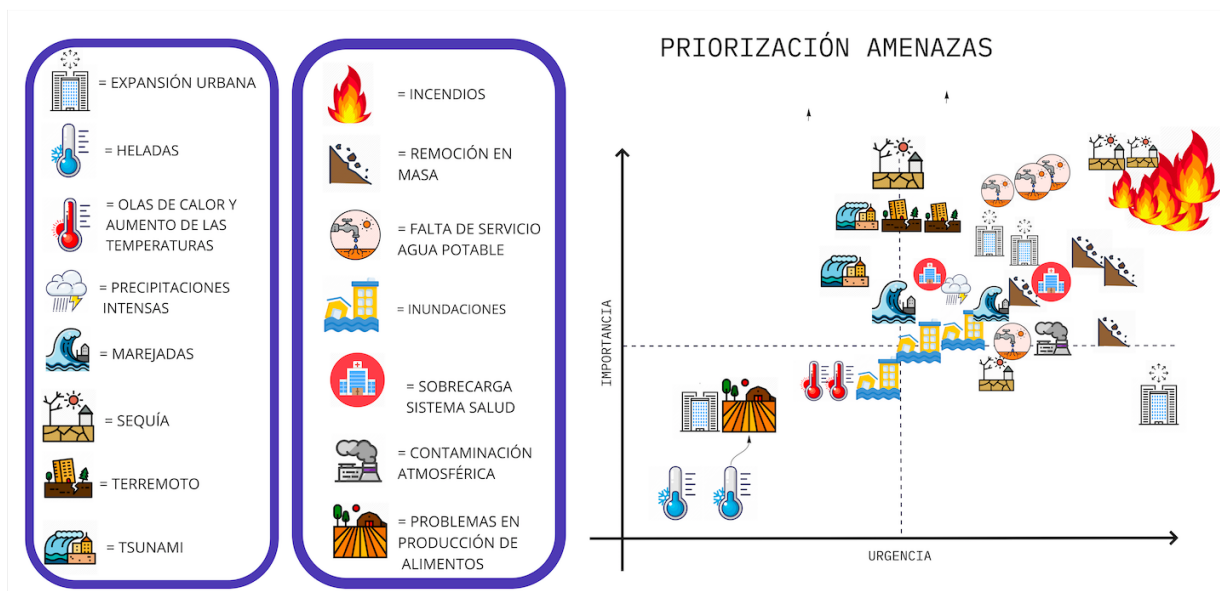 PRIORIZACIÓN AMENAZAS
= EXPANSIÓN URBANA
= HELADAS
= OLAS DE CALOR Y
AUMENTO DE LAS
TEMPERATURAS
= PRECIPITACIONES
INTENSAS
= MAREJADAS
= SEQUÍA
= TERREMOTO
= TSUNAMI
= INCENDIOS
= REMOCIÓN EN
MASA
= FALTA DE SERVICIO
AGUA POTABLE
= INUNDACIONES
= SOBRECARGA
SISTEMA SALUD
= CONTAMINACIÓN
ATMOSFÉRICA
= PROBLEMAS EN
PRODUCCIÓN DE
ALIMENTOS
IMPORTANCIA
URGENCIA